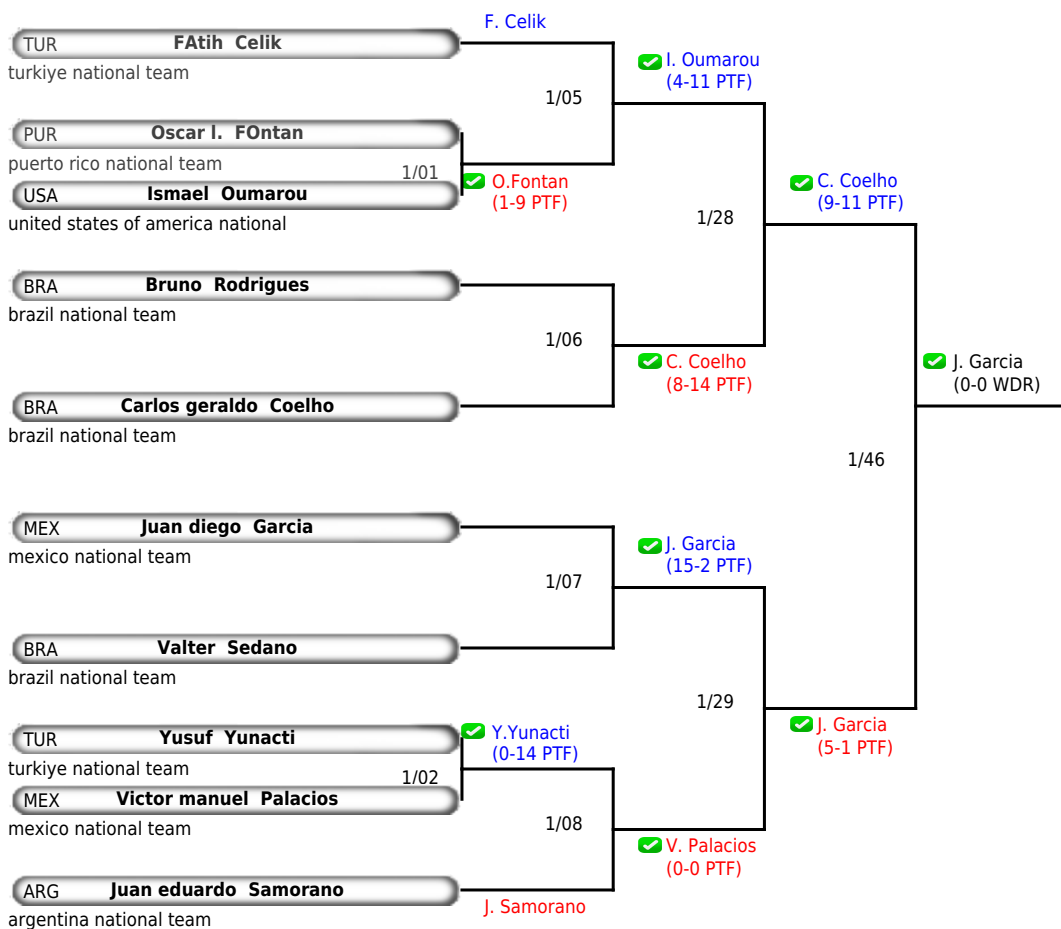 F. Celik
TUR FAtih Celik
turkiye national team
I. Oumarou
(4-11 PTF)
1/05
PUR Oscar I. FOntan
puerto rico national team
1/01
O.Fontan
(1-9 PTF)
USA Ismael Oumarou
united states of america national
C. Coelho
(9-11 PTF)
1/28
BRA Bruno Rodrigues
brazil national team
1/06
C. Coelho
(8-14 PTF)
J. Garcia
(0-0 WDR)
BRA Carlos geraldo Coelho
brazil national team
1/46
MEX Juan diego Garcia
mexico national team
J. Garcia
(15-2 PTF)
1/07
BRA Valter Sedano
brazil national team
1/29
TUR Yusuf Yunacti
turkiye national team
Y.Yunacti
(0-14 PTF)
J. Garcia
(5-1 PTF)
1/02
MEX Victor manuel Palacios
mexico national team
1/08
V. Palacios
(0-0 PTF)
ARG Juan eduardo Samorano
argentina national team
J. Samorano